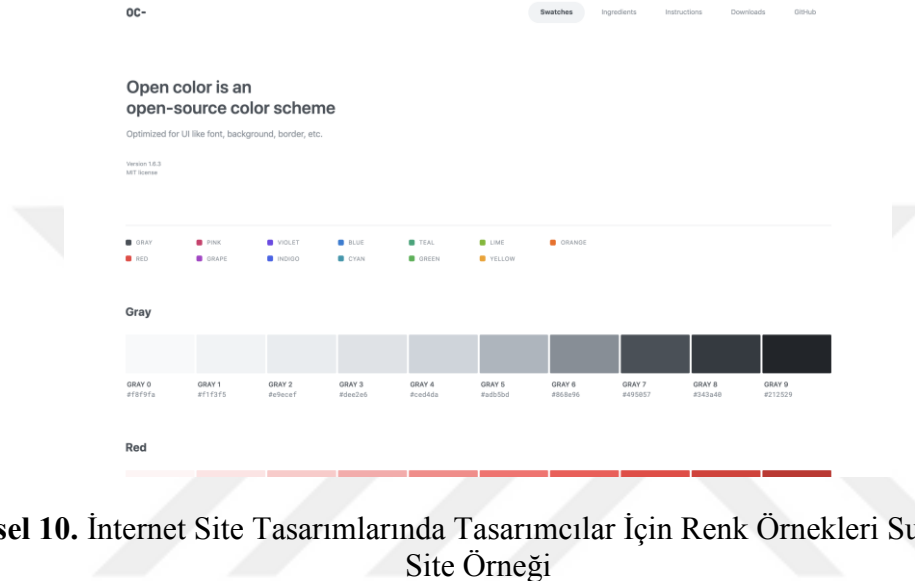 OC-
Swatches Ingredients Instructions Downloads GitHub
Open color is an
open-source color scheme
Optimized for UI like font, background, border, etc.
Version 1.6.3
MIT license
GRAY PINK VIOLET BLUE TEAL LIME ORANGE
RED GRAPE INDIGO CYAN GREEN YELLOW
Gray
GRAY 0 GRAY 1 GRAY 2 GRAY 3 GRAY 4 GRAY 5 GRAY 6 GRAY 7 GRAY 8 GRAY 9
#f8f9fa #f1f3f5 #e9ecef #dee2e6 #ced4da #adb5bd #868e96 #495057 #343a40 #212529
Red
10. İnternet Site Tasarımlarında Tasarımcılar İçin Renk Örnekleri
Site Örneği